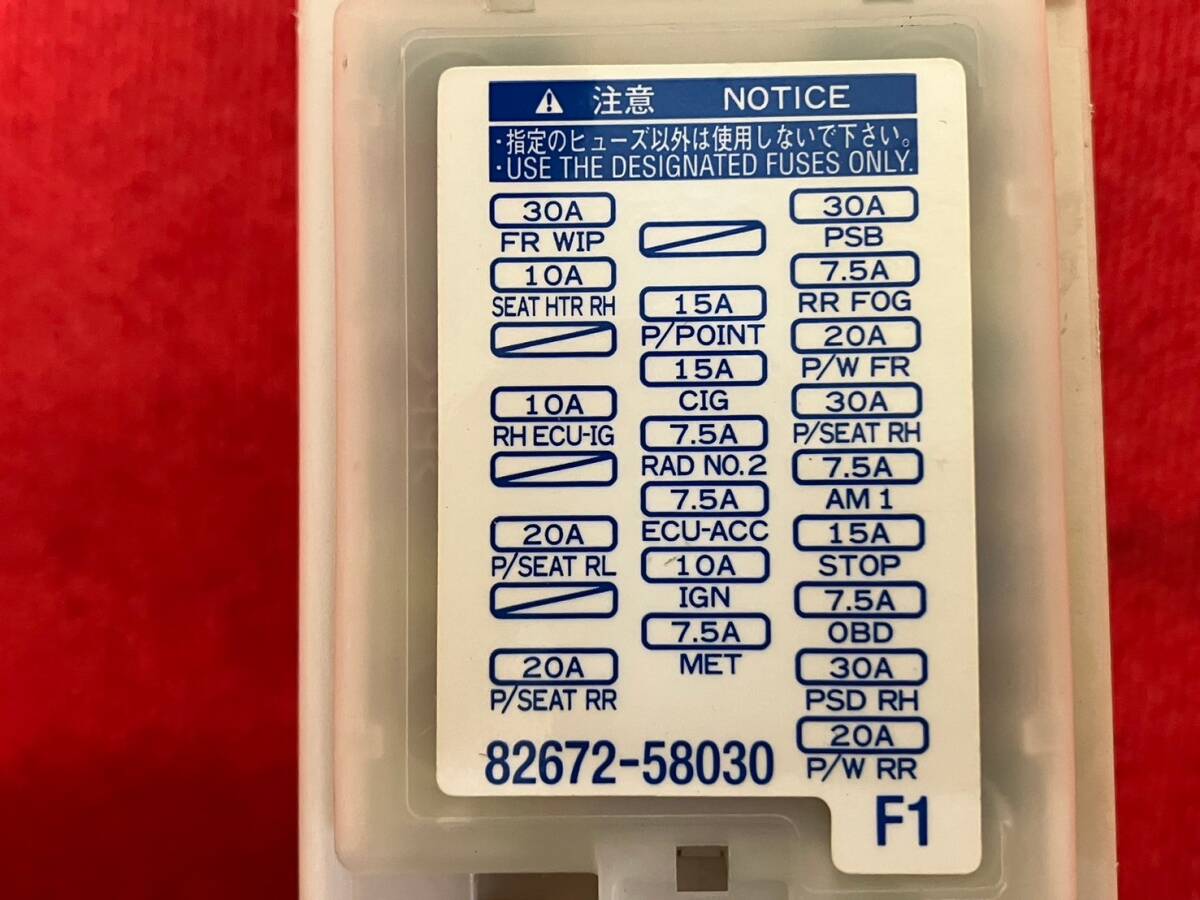 注意 NOTICE
・指定のヒューズ以外は使用しないで下さい。
・USE THE DESIGNATED FUSES ONLY.
30A
FR WIP
10A
SEAT HTR RH
10A
RH ECU-IG
20A
P/SEAT RL
20A
P/SEAT RR
15A
P/POINT
15A
CIG
7.5A
RAD NO.2
7.5A
ECU-ACC
10A
IGN
7.5A
MET
30A
PSB
7.5A
RR FOG
20A
P/W FR
30A
P/SEAT RH
7.5A
AM 1
15A
STOP
7.5A
OBD
30A
PSD RH
20A
P/W RR
82672-58030
F1